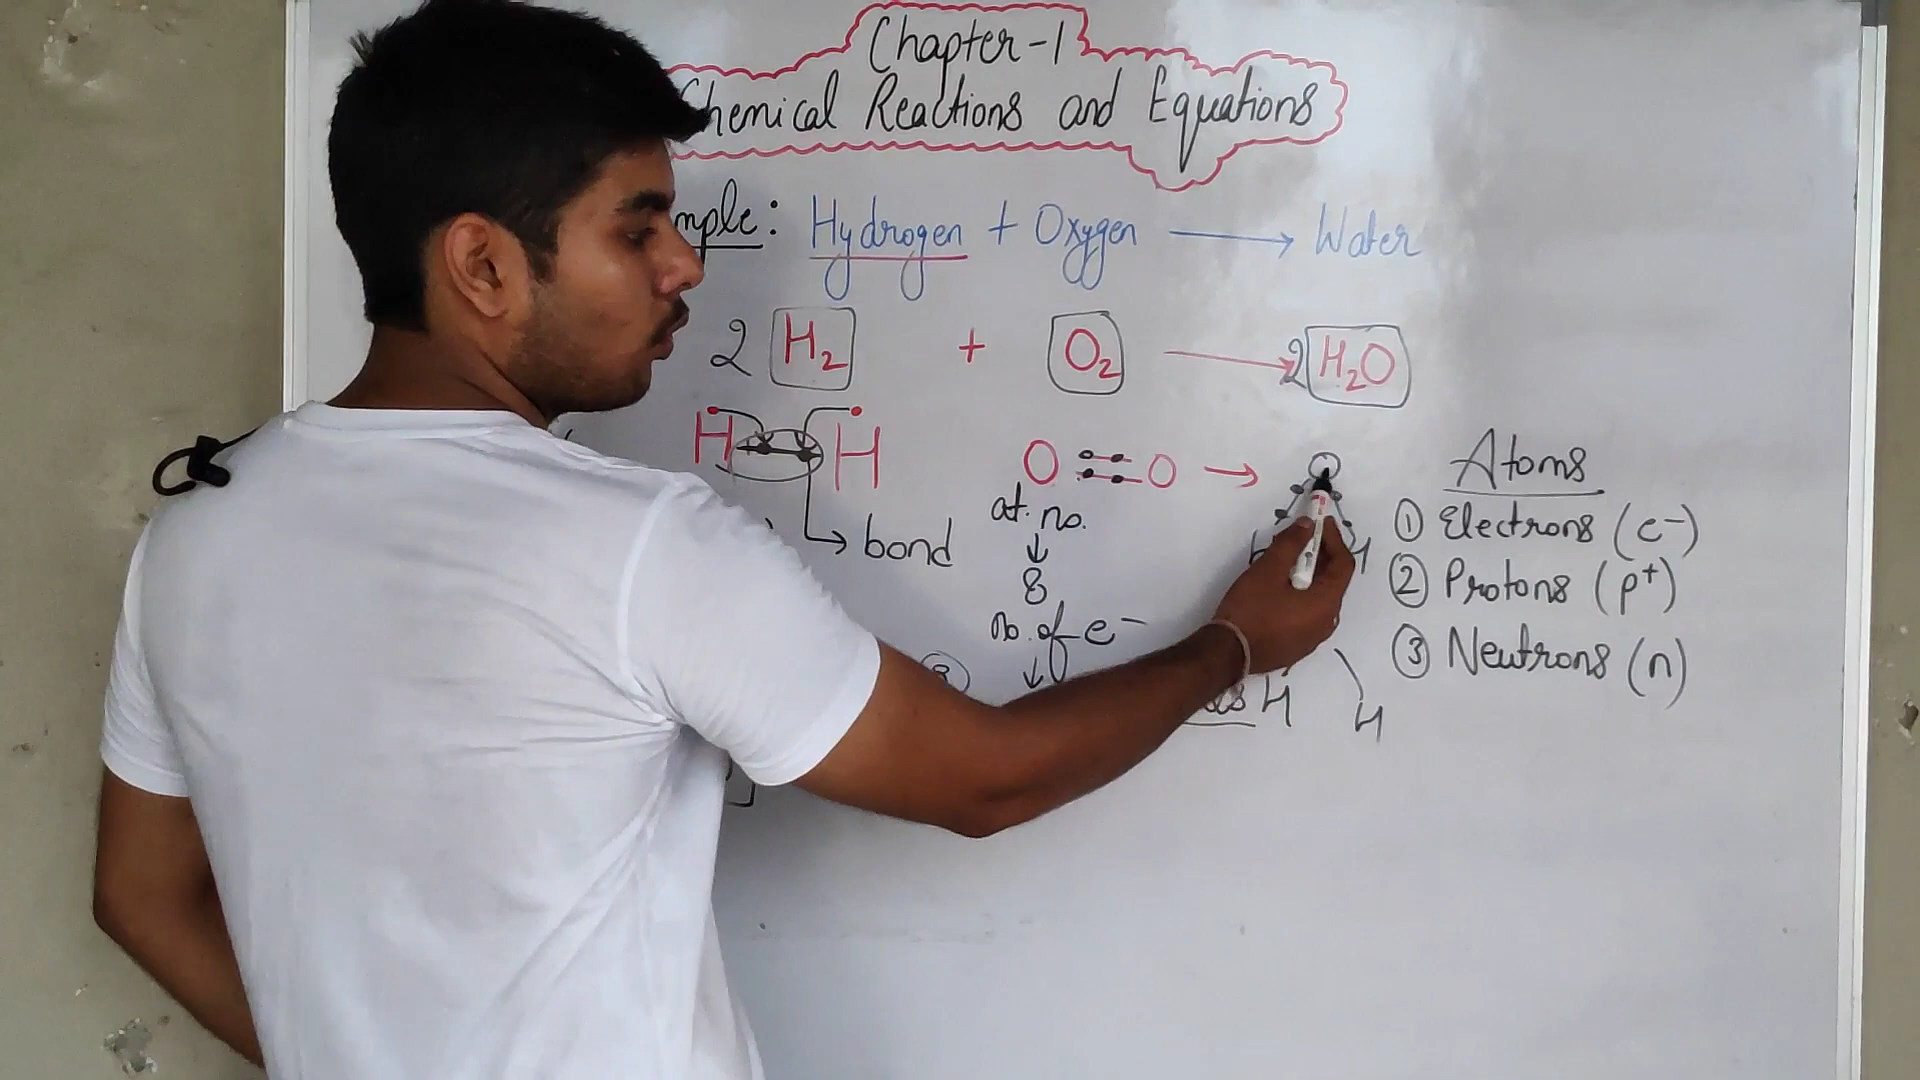 Chapter-1
Chemical Reactions and Equations
Hydrogen + Oxygen → Water
2 H₂ + O₂ → 2 H₂O
H H
O O →
bond
at. no.
↓
8
no. of e⁻
↓
H H
Atoms
① Electrons (e⁻)
② Protons (p⁺)
③ Neutrons (n)